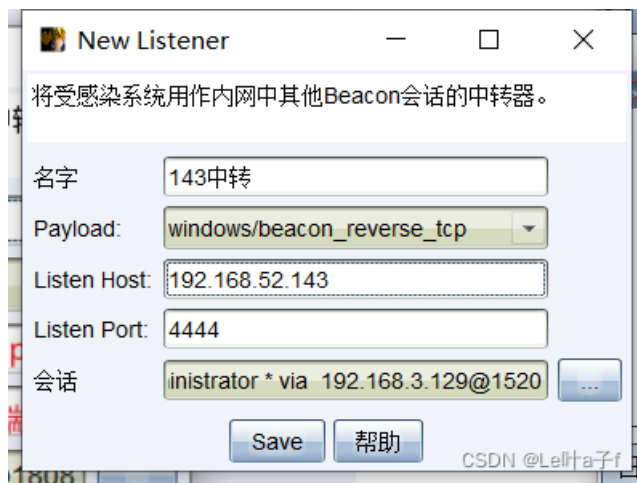 New Listener
将受感染系统用作内网中其他Beacon会话的中转器。
名字 143中转
Payload: windows/beacon_reverse_tcp
Listen Host: 192.168.52.143
Listen Port: 4444
会话 inistrator * via 192.168.3.129@1520 ...
Save 帮助
CSDN @Le叶a子f
1808